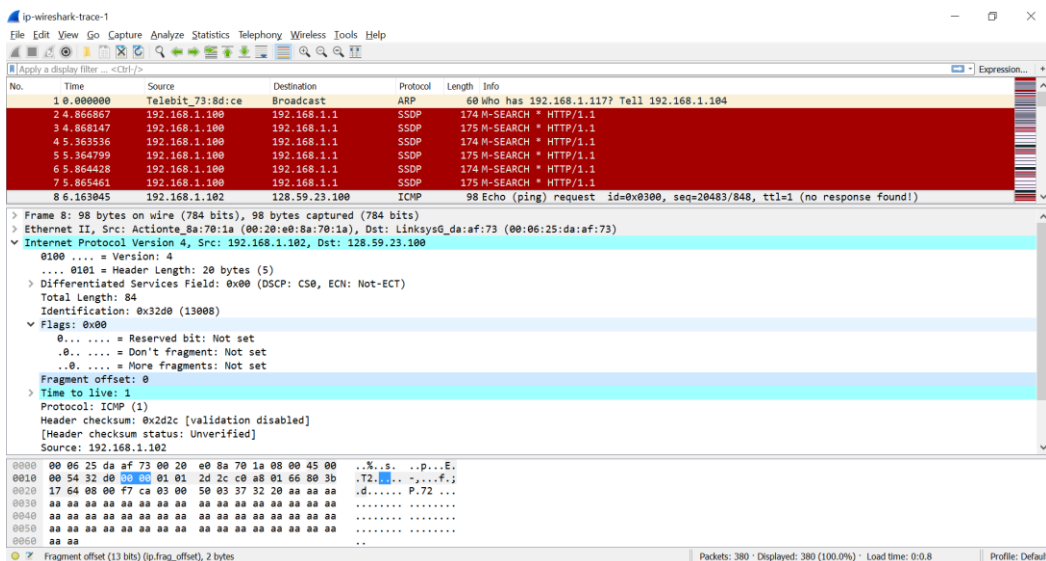 ip-wireshark-trace-1
File Edit View Go Capture Analyze Statistics Telephony Wireless Tools Help
Apply a display filter ... <Ctrl-/> Expression... +
No. Time Source Destination Protocol Length Info
1 0.000000 Telebit_73:8d:ce Broadcast ARP 60 Who has 192.168.1.117? Tell 192.168.1.104
2 4.866867 192.168.1.100 192.168.1.1 SSDP 174 M-SEARCH * HTTP/1.1
3 4.868147 192.168.1.100 192.168.1.1 SSDP 175 M-SEARCH * HTTP/1.1
4 5.363536 192.168.1.100 192.168.1.1 SSDP 174 M-SEARCH * HTTP/1.1
5 5.364799 192.168.1.100 192.168.1.1 SSDP 175 M-SEARCH * HTTP/1.1
6 5.864428 192.168.1.100 192.168.1.1 SSDP 174 M-SEARCH * HTTP/1.1
7 5.865461 192.168.1.100 192.168.1.1 SSDP 175 M-SEARCH * HTTP/1.1
8 6.163045 192.168.1.102 128.59.23.100 ICMP 98 Echo (ping) request id=0x0300, seq=20483/848, ttl=1 (no response found!)
Frame 8: 98 bytes on wire (784 bits), 98 bytes captured (784 bits)
Ethernet II, Src: Actionte_8a:70:1a (00:20:e0:8a:70:1a), Dst: LinksysG_da:af:73 (00:06:25:da:af:73)
Internet Protocol Version 4, Src: 192.168.1.102, Dst: 128.59.23.100
0100 .... = Version: 4
.... 0101 = Header Length: 20 bytes (5)
Differentiated Services Field: 0x00 (DSCP: CS0, ECN: Not-ECT)
Total Length: 84
Identification: 0x32d0 (13008)
Flags: 0x00
0... .... = Reserved bit: Not set
.0.. .... = Don't fragment: Not set
..0. .... = More fragments: Not set
Fragment offset: 0
Time to live: 1
Protocol: ICMP (1)
Header checksum: 0x2d2c [validation disabled]
[Header checksum status: Unverified]
Source: 192.168.1.102
0000 00 06 25 da af 73 00 20 e0 8a 70 1a 08 00 45 00 ..%..s. ..p...E.
0010 00 54 32 d0 00 00 01 01 2d 2c c0 a8 01 66 80 3b .T2..... -,...f.;
0020 17 64 08 00 f7 ca 03 00 50 03 37 32 20 aa aa aa .d...... P.72 ...
0030 aa aa aa aa aa aa aa aa aa aa aa aa aa aa aa aa ........ ........
0040 aa aa aa aa aa aa aa aa aa aa aa aa aa aa aa aa ........ ........
0050 aa aa aa aa aa aa aa aa aa aa aa aa aa aa aa aa ........ ........
0060 aa aa ..
Fragment offset (13 bits) (ip.frag_offset), 2 bytes Packets: 380 · Displayed: 380 (100.0%) · Load time: 0:0.8 Profile: Defaul